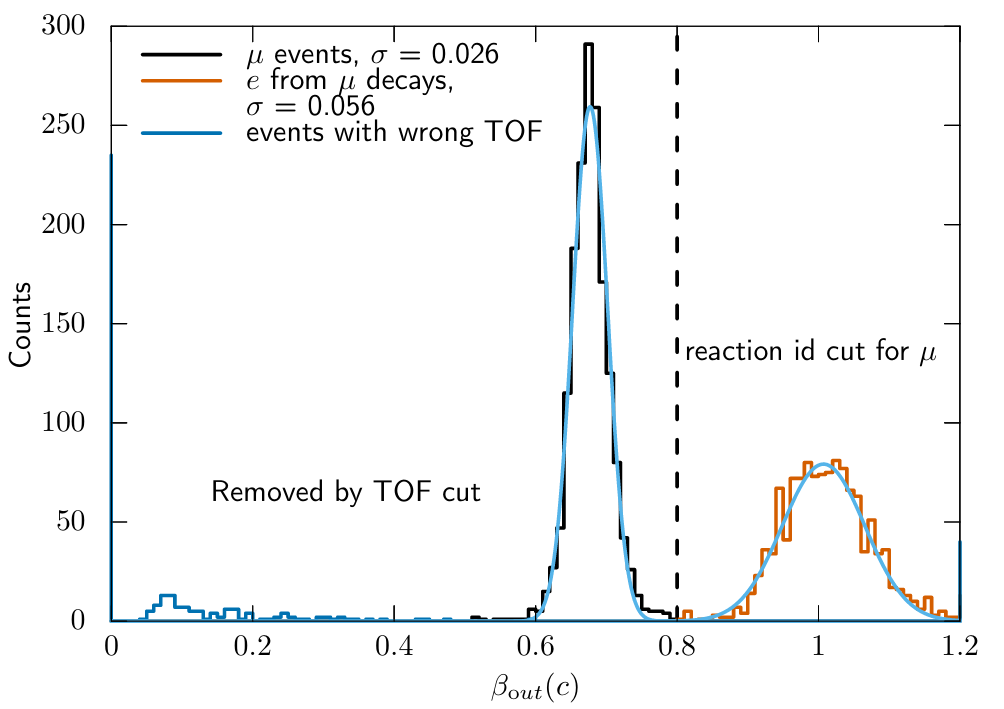 300
250
200
150
100
50
0
Counts
μ events, σ = 0.026
e from μ decays,
σ = 0.056
events with wrong TOF
reaction id cut for μ
Removed by TOF cut
0 0.2 0.4 0.6 0.8 1 1.2
βout(c)